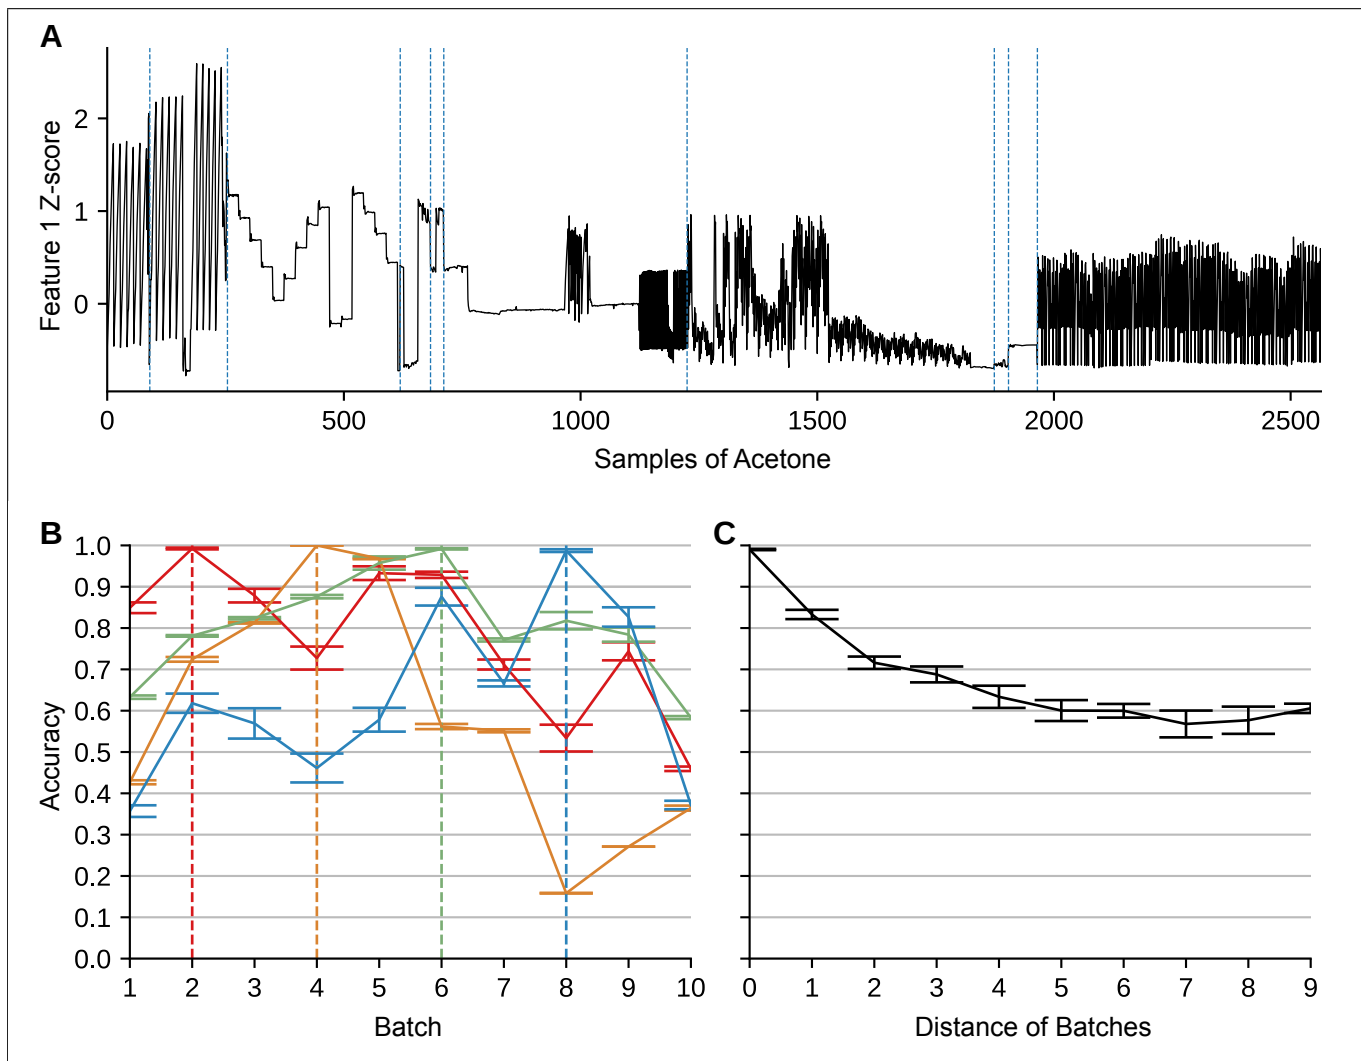 A
Feature 1 Z-score
2
1
0
0 500 1000 1500 2000 2500
Samples of Acetone
B
Accuracy
1.0
0.9
0.8
0.7
0.6
0.5
0.4
0.3
0.2
0.1
0.0
1 2 3 4 5 6 7 8 9 10
Batch
C
0 1 2 3 4 5 6 7 8 9
Distance of Batches